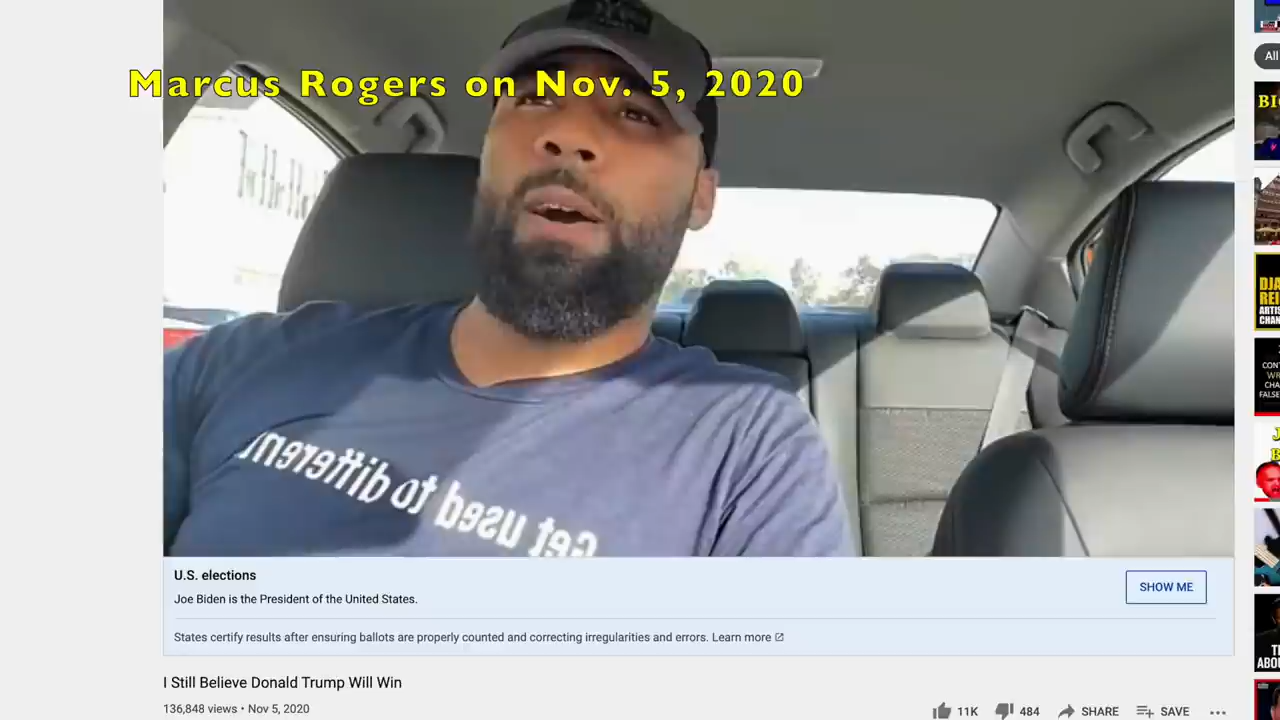 Marcus Rogers on Nov. 5, 2020
All
Get used to different
U.S. elections
Joe Biden is the President of the United States.
SHOW ME
States certify results after ensuring ballots are properly counted and correcting irregularities and errors. Learn more
I Still Believe Donald Trump Will Win
136,848 views • Nov 5, 2020
11K
484
SHARE
SAVE